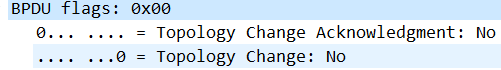 BPDU flags: 0x00
0... .... = Topology Change Acknowledgment: No
.... ...0 = Topology Change: No